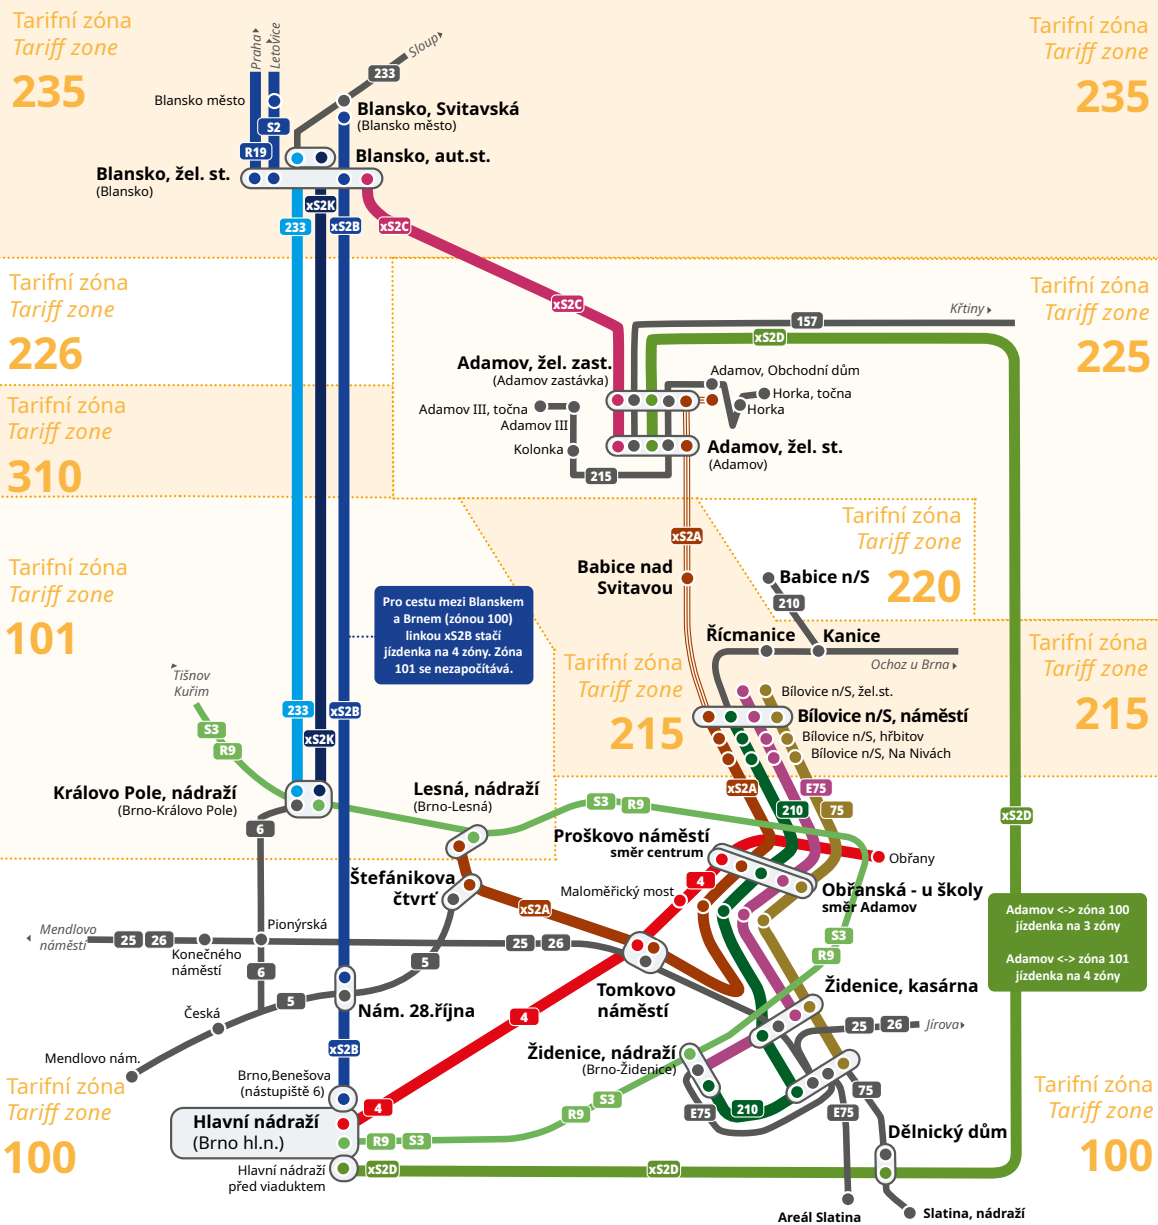 Tarifní zóna
Tariff zone
235
Praha
Letovice
Sloup
Tarifní zóna
Tariff zone
235
233
Blansko město
S2
R19
Blansko, Svitavská
(Blansko město)
Blansko, aut.st.
Blansko, žel. st.
(Blansko)
xS2K
233
xS2B
xS2C
Tarifní zóna
Tariff zone
226
xS2C
Křtiny
157
xS2D
Tarifní zóna
Tariff zone
225
Adamov, žel. zast.
(Adamov zastávka)
Adamov, Obchodní dům
Horka, točna
Horka
Adamov III, točna
Adamov III
Kolonka
215
Adamov, žel. st.
(Adamov)
Tarifní zóna
Tariff zone
310
Tarifní zóna
Tariff zone
220
xS2A
Babice nad
Svitavou
Babice n/S
210
Tarifní zóna
Tariff zone
101
Pro cestu mezi Blanskem
a Brnem (zónou 100)
linkou xS2B stačí
jízdenka na 4 zóny. Zóna
101 se nezapočítává.
Řícmanice
Kanice
Ochoz u Brna
Tarifní zóna
Tariff zone
215
Tarifní zóna
Tariff zone
215
Tišnov
Kuřim
Bílovice n/S, žel.st.
Bílovice n/S, náměstí
Bílovice n/S, hřbitov
Bílovice n/S, Na Nivách
S3
R9
233
xS2B
xS2K
Královo Pole, nádraží
(Brno-Královo Pole)
6
Lesná, nádraží
(Brno-Lesná)
S3
R9
xS2A
E75
210
75
xS2D
Proškovo náměstí
směr centrum
Obřany
4
Maloměřický most
Obřanská - u školy
směr Adamov
Štefánikova
čtvrť
xS2A
Adamov <-> zóna 100
jízdenka na 3 zóny
Adamov <-> zóna 101
jízdenka na 4 zóny
Mendlovo
náměstí
25
26
Konečného
náměstí
Pionýrská
25
26
S3
R9
6
5
5
Tomkovo
náměstí
Židenice, kasárna
Nám. 28.října
Česká
4
25
26
Jírova
Mendlovo nám.
xS2B
Židenice, nádraží
(Brno-Židenice)
Tarifní zóna
Tariff zone
100
Brno,Benešova
(nástupiště 6)
4
S3
R9
E75
210
E75
75
Tarifní zóna
Tariff zone
100
Hlavní nádraží
(Brno hl.n.)
R9
S3
Dělnický dům
Hlavní nádraží
před viaduktem
xS2D
xS2D
Areál Slatina
Slatina, nádraží